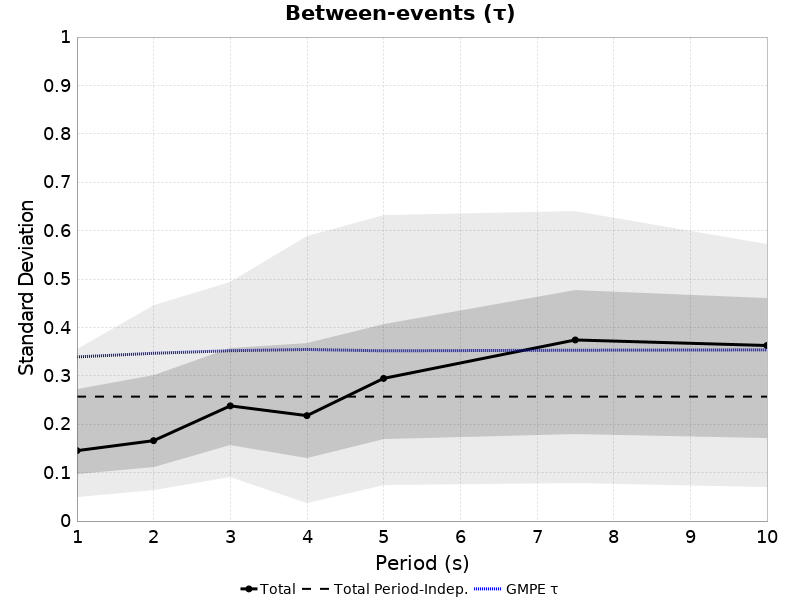 Between-events (τ)
1
0.9
0.8
0.7
0.6
0.5
0.4
0.3
0.2
0.1
0
Standard Deviation
1 2 3 4 5 6 7 8 9 10
Period (s)
Total Total Period-Indep. GMPE τ